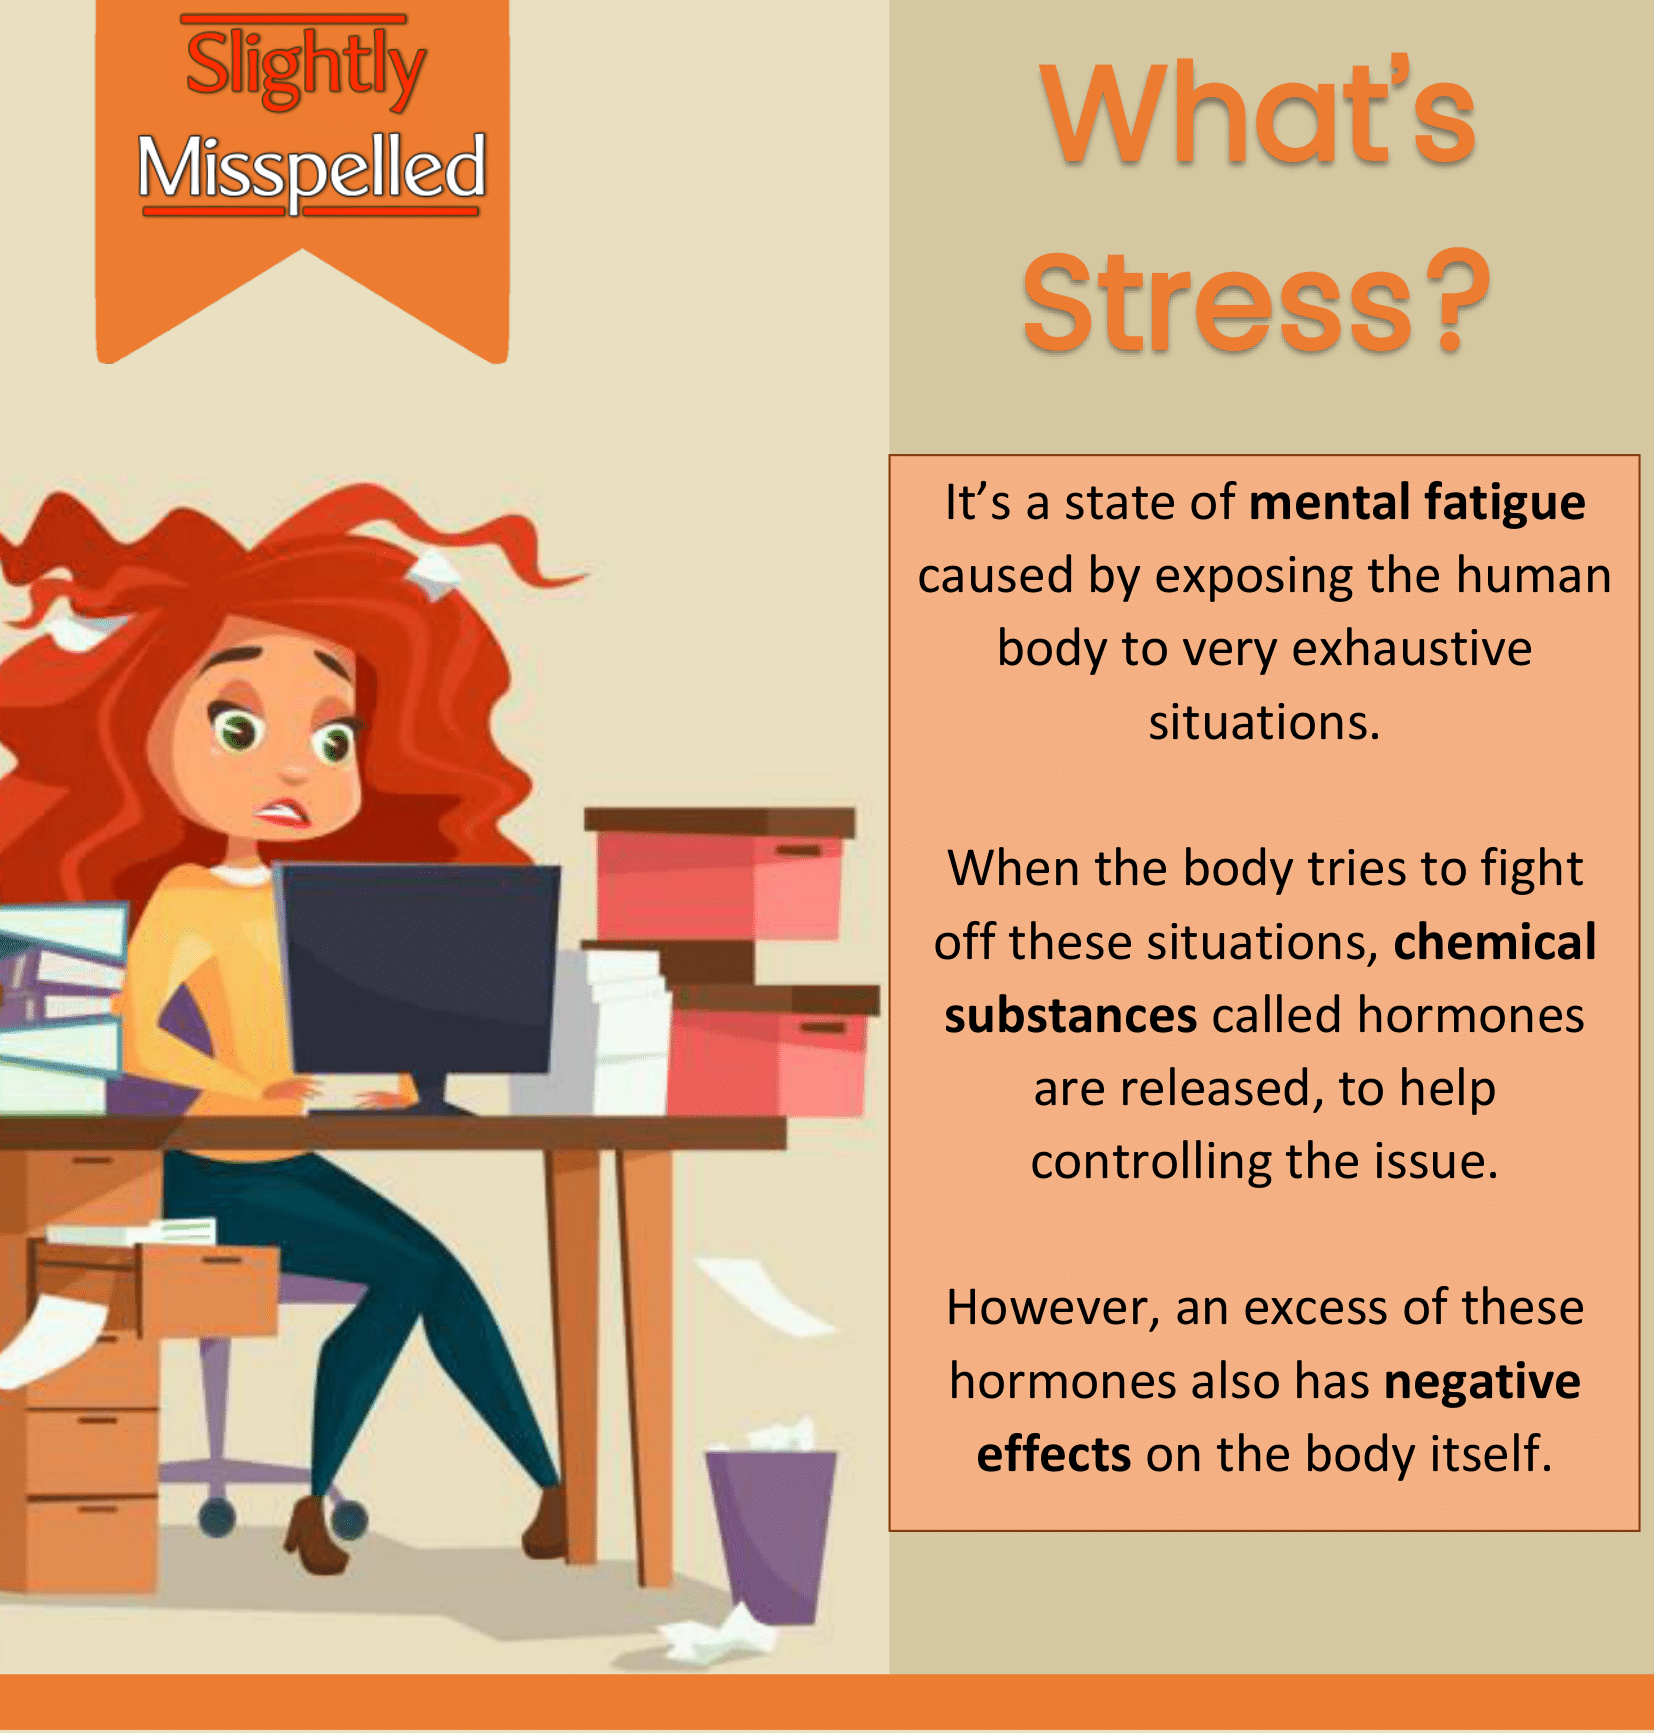 Slightly
Misspelled
What’s
Stress?
It’s a state of mental fatigue
caused by exposing the human
body to very exhaustive
situations.
When the body tries to fight
off these situations, chemical
substances called hormones
are released, to help
controlling the issue.
However, an excess of these
hormones also has negative
effects on the body itself.